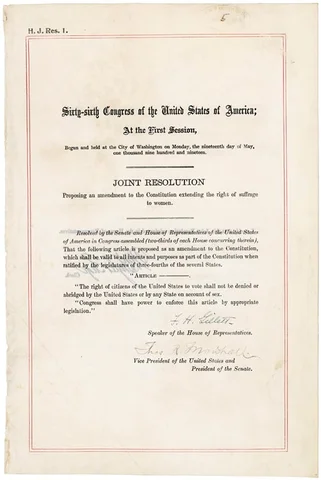 5
H. J. Res. 1.
Sixty-sixth Congress of the United States of America;
At the First Session,
Begun and held at the City of Washington on Monday, the nineteenth day of May,
one thousand nine hundred and nineteen.
JOINT RESOLUTION
Proposing an amendment to the Constitution extending the right of suffrage
to women.
Resolved by the Senate and House of Representatives of the United States
of America in Congress assembled (two-thirds of each House concurring therein),
That the following article is proposed as an amendment to the Constitution,
which shall be valid to all intents and purposes as part of the Constitution when
ratified by the legislatures of three-fourths of the several States.
"ARTICLE ————.
"The right of citizens of the United States to vote shall not be denied or
abridged by the United States or by any State on account of sex.
"Congress shall have power to enforce this article by appropriate
legislation."
F. H. Gillett
Speaker of the House of Representatives.
Thos. R. Marshall
Vice President of the United States and
President of the Senate.